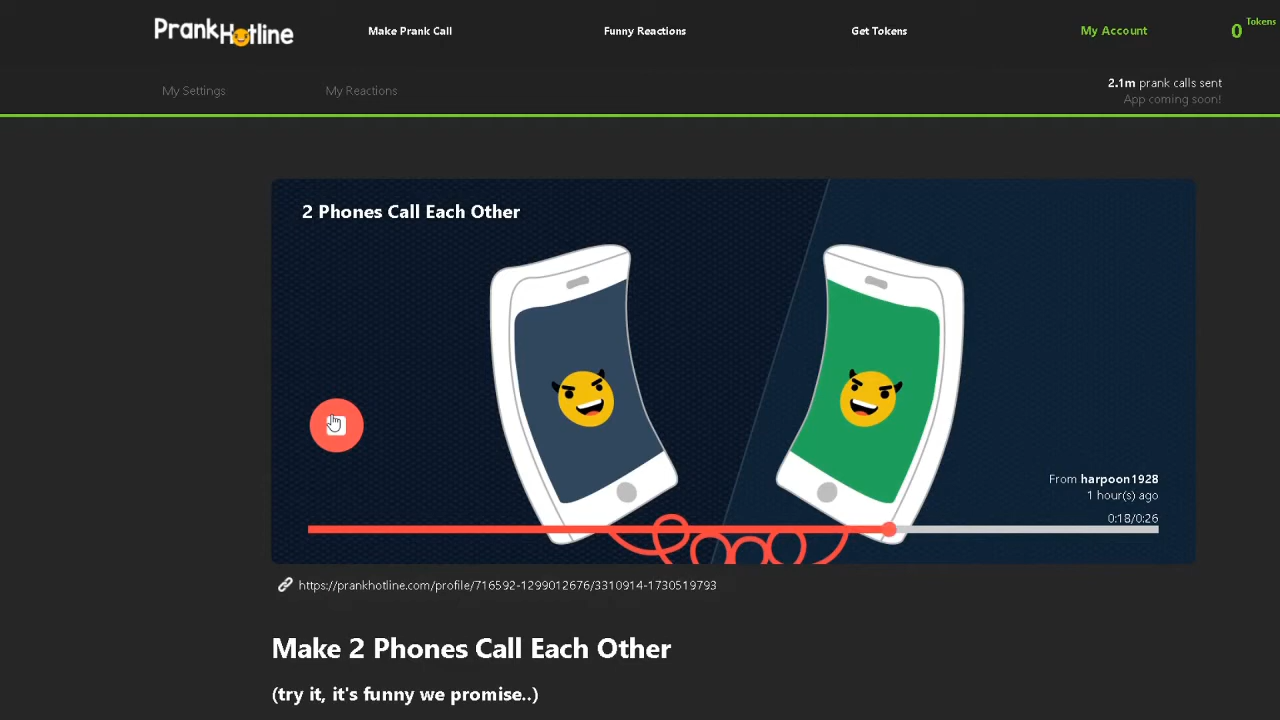 PrankHotline
Make Prank Call
Funny Reactions
Get Tokens
My Account
0
Tokens
My Settings
My Reactions
2.1m prank calls sent
App coming soon!
2 Phones Call Each Other
From harpoon1928
1 hour(s) ago
0:18/0:26
https://prankhotline.com/profile/716592-1299012676/3310914-1730519793
Make 2 Phones Call Each Other
(try it, it's funny we promise..)